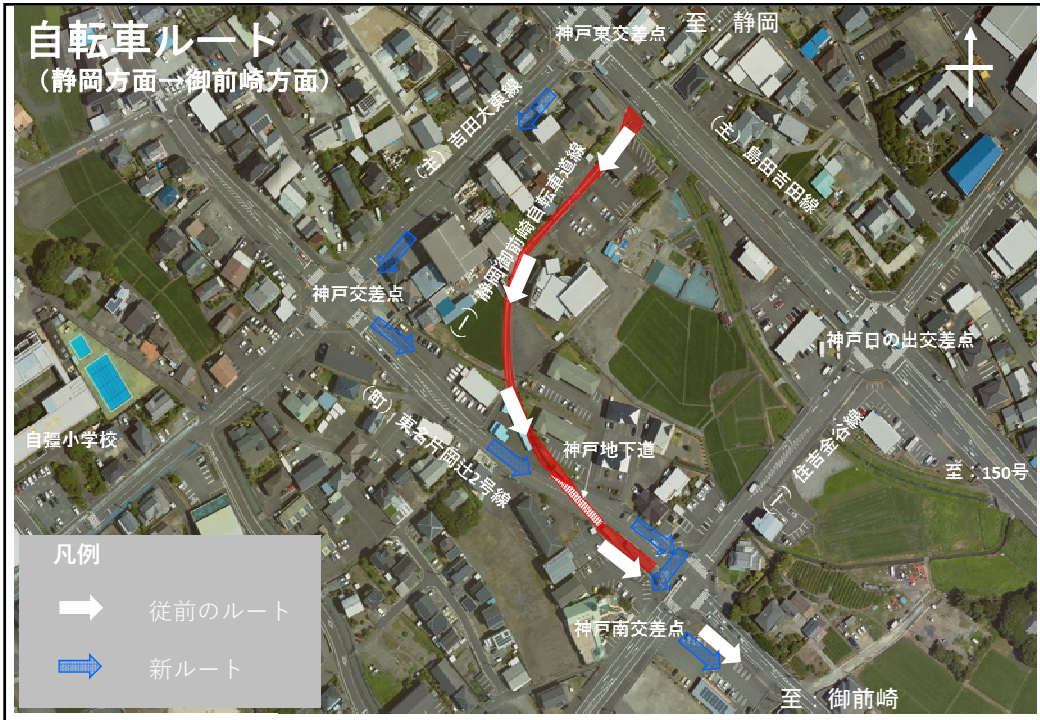 自転車ルート
（静岡方面→御前崎方面）
神戸東交差点
至：静岡
（主）吉田大東線
（主）島田吉田線
（一）静岡御前崎自転車道線
神戸交差点
神戸日の出交差点
（町）東名片岡辻2号線
自彊小学校
神戸地下道
（一）住吉金谷線
至：150号
凡例
従前のルート
新ルート
神戸南交差点
至：御前崎